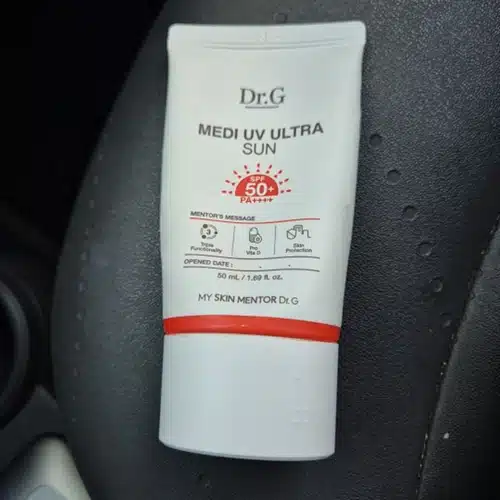 Dr.G
MEDI UV ULTRA
SUN
SPF
50+
PA++++
MENTOR'S MESSAGE
Triple
Functionality
Pro
Vita D
Skin
Protection
OPENED DATE : . .
50 mL / 1.69 fl. oz.
MY SKIN MENTOR Dr.G